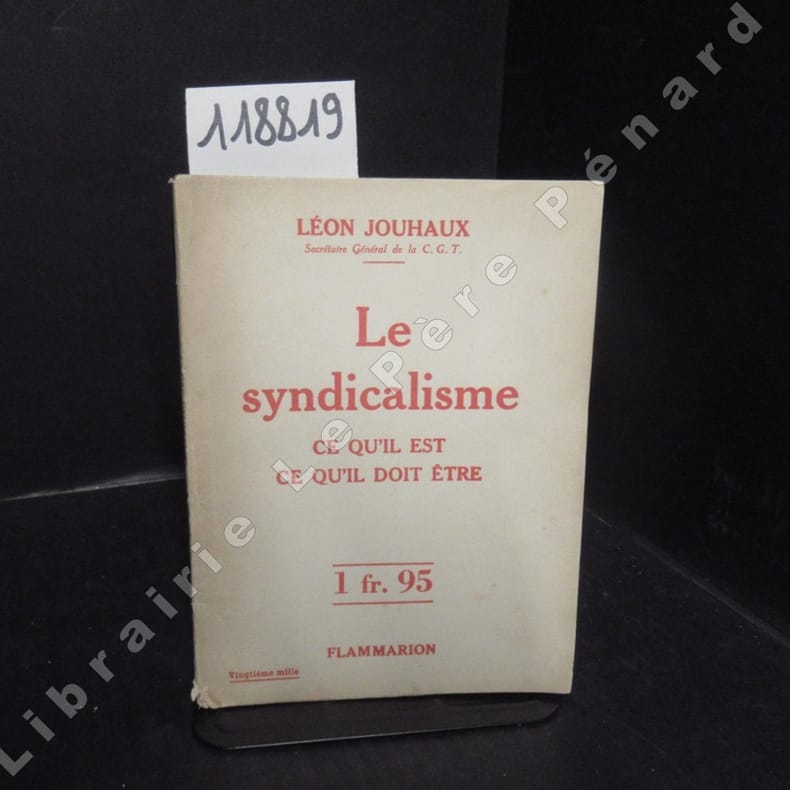 118819
LÉON JOUHAUX
Secrétaire Général de la C. G. T.
Le
syndicalisme
CE QU'IL EST
CE QU'IL DOIT ÊTRE
1 fr. 95
FLAMMARION
Vingtième mille
Librairie Le Père Pénard